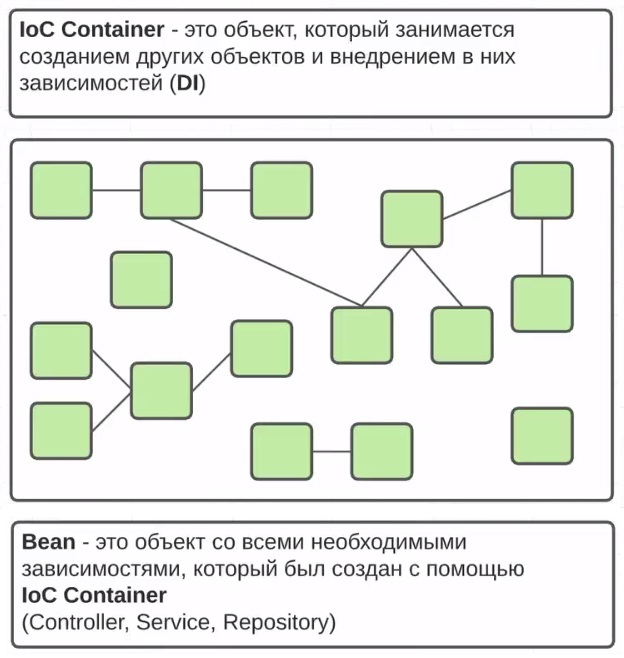 IoC Container - это объект, который занимается
созданием других объектов и внедрением в них
зависимостей (DI)
Bean - это объект со всеми необходимыми
зависимостями, который был создан с помощью
IoC Container
(Controller, Service, Repository)